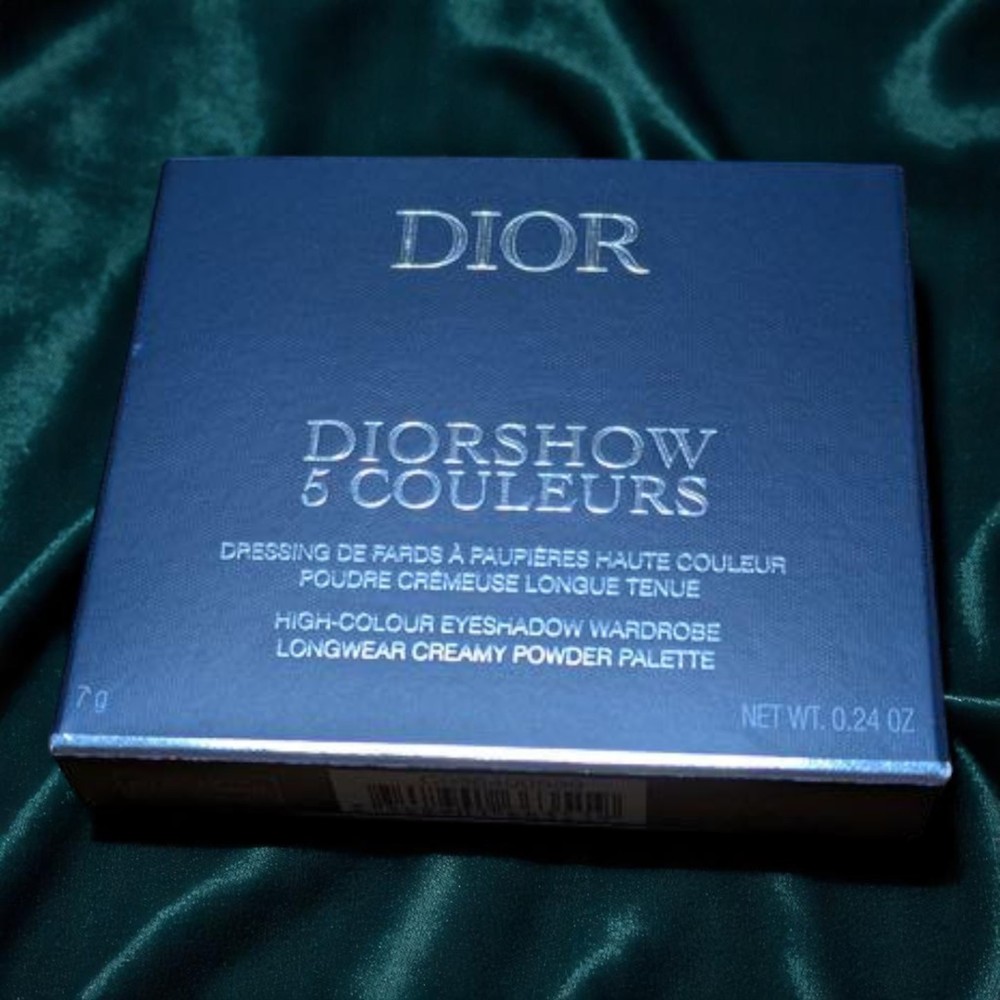 DIOR
DIORSHOW
5 COULEURS
DRESSING DE FARDS À PAUPIÈRES HAUTE COULEUR
POUDRE CRÉMEUSE LONGUE TENUE
HIGH-COLOUR EYESHADOW WARDROBE
LONGWEAR CREAMY POWDER PALETTE
7 g
NET WT. 0.24 OZ